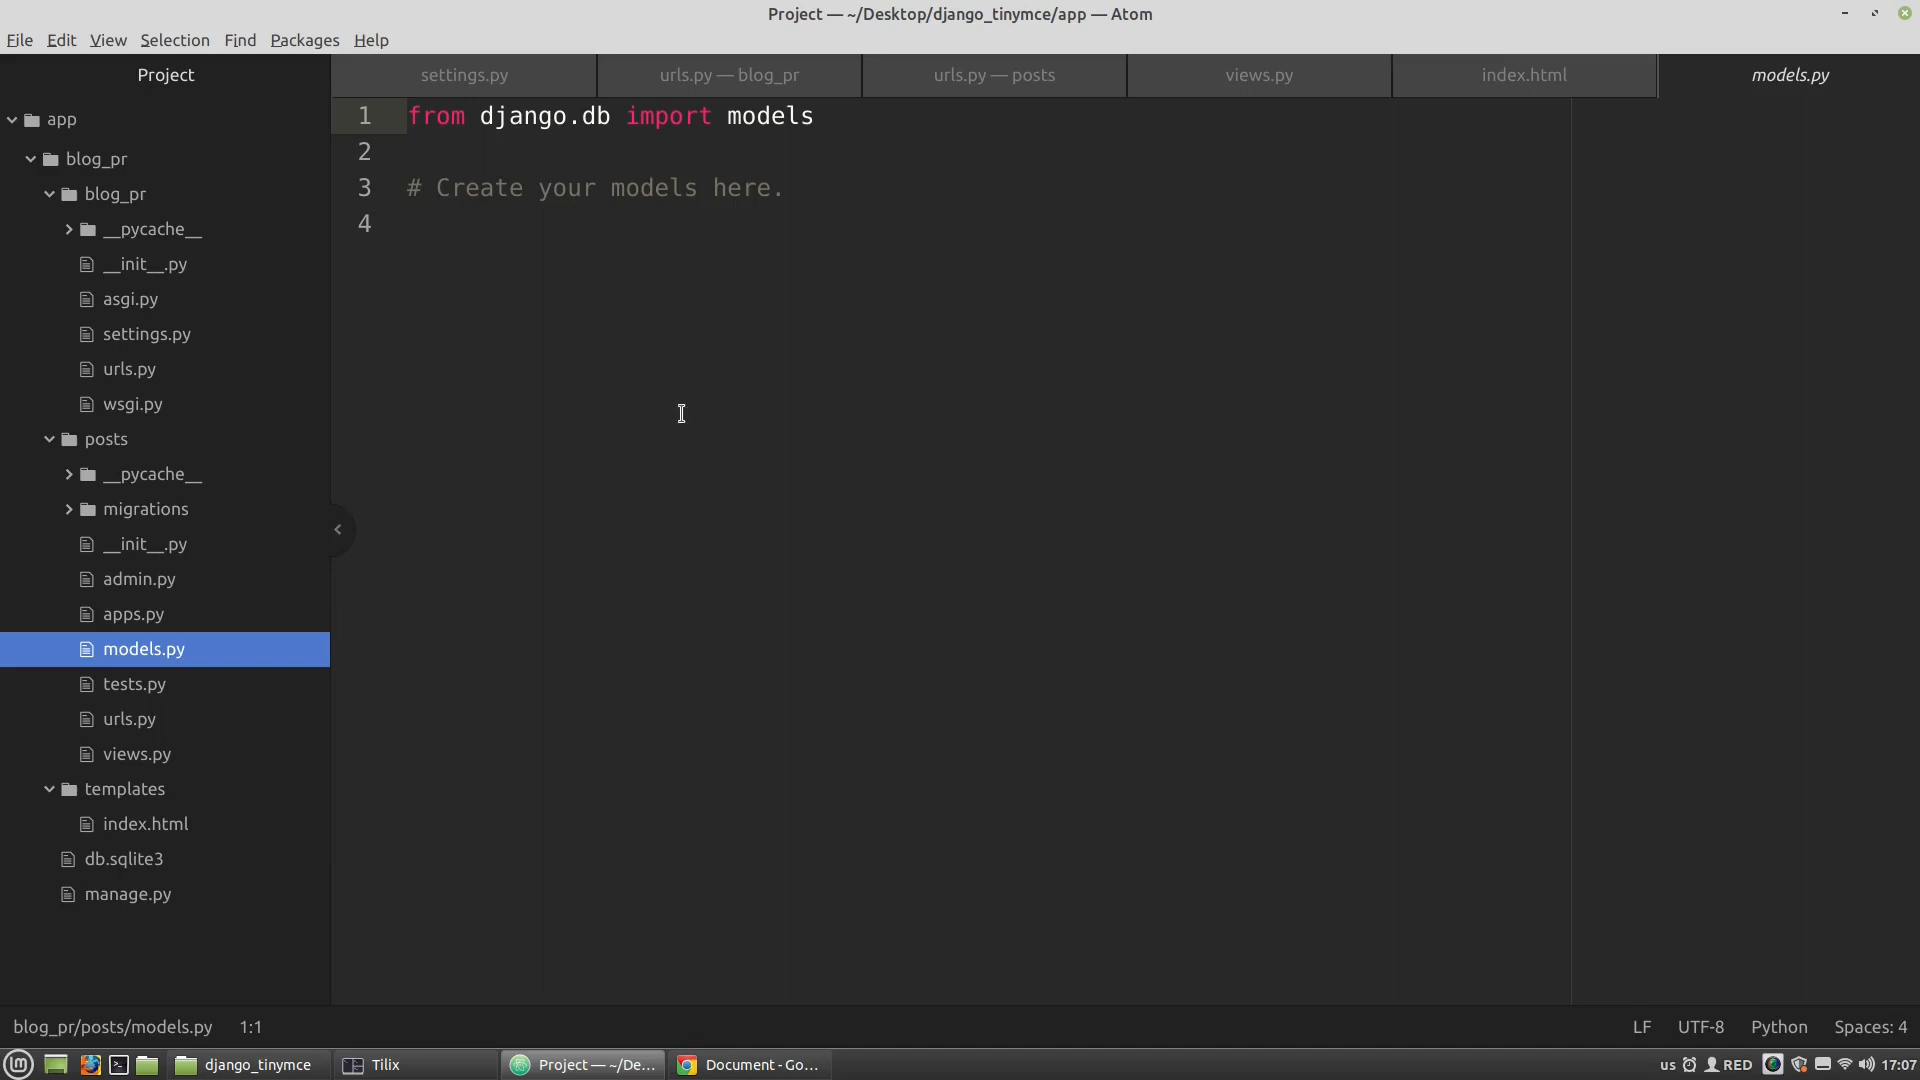 Project — ~/Desktop/django_tinymce/app — Atom
File Edit View Selection Find Packages Help
Project
settings.py
urls.py — blog_pr
urls.py — posts
views.py
index.html
models.py
app
blog_pr
blog_pr
__pycache__
__init__.py
asgi.py
settings.py
urls.py
wsgi.py
posts
__pycache__
migrations
__init__.py
admin.py
apps.py
models.py
tests.py
urls.py
views.py
templates
index.html
db.sqlite3
manage.py
1 from django.db import models
2
3 # Create your models here.
4
blog_pr/posts/models.py 1:1
LF UTF-8 Python Spaces: 4
django_tinymce
Tilix
Project — ~/De...
Document - Go...
us RED 17:07